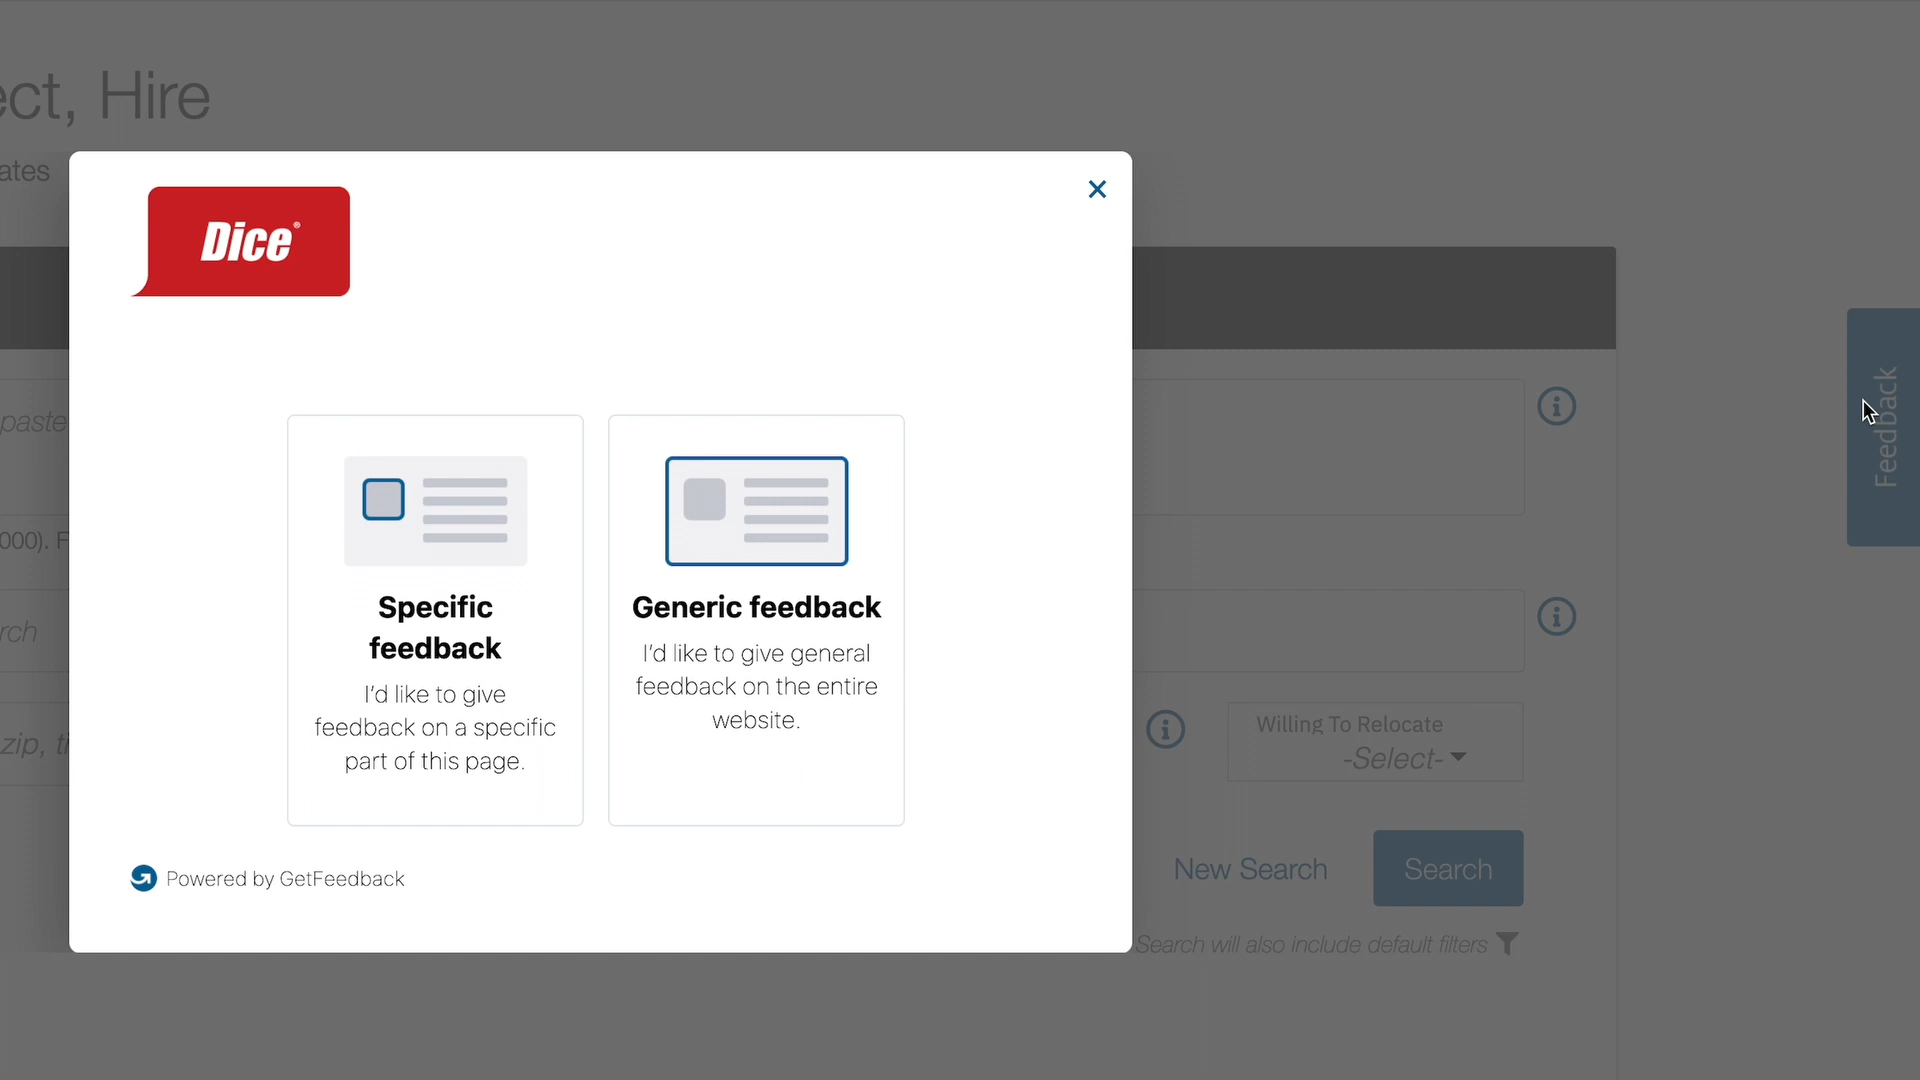 ect, Hire
ates
Dice®
paste
000). F
rch
zip, ti
Specific
feedback
I'd like to give
feedback on a specific
part of this page.
Generic feedback
I'd like to give general
feedback on the entire
website.
Powered by GetFeedback
Willing To Relocate
-Select-
New Search
Search
Search will also include default filters
Feedback